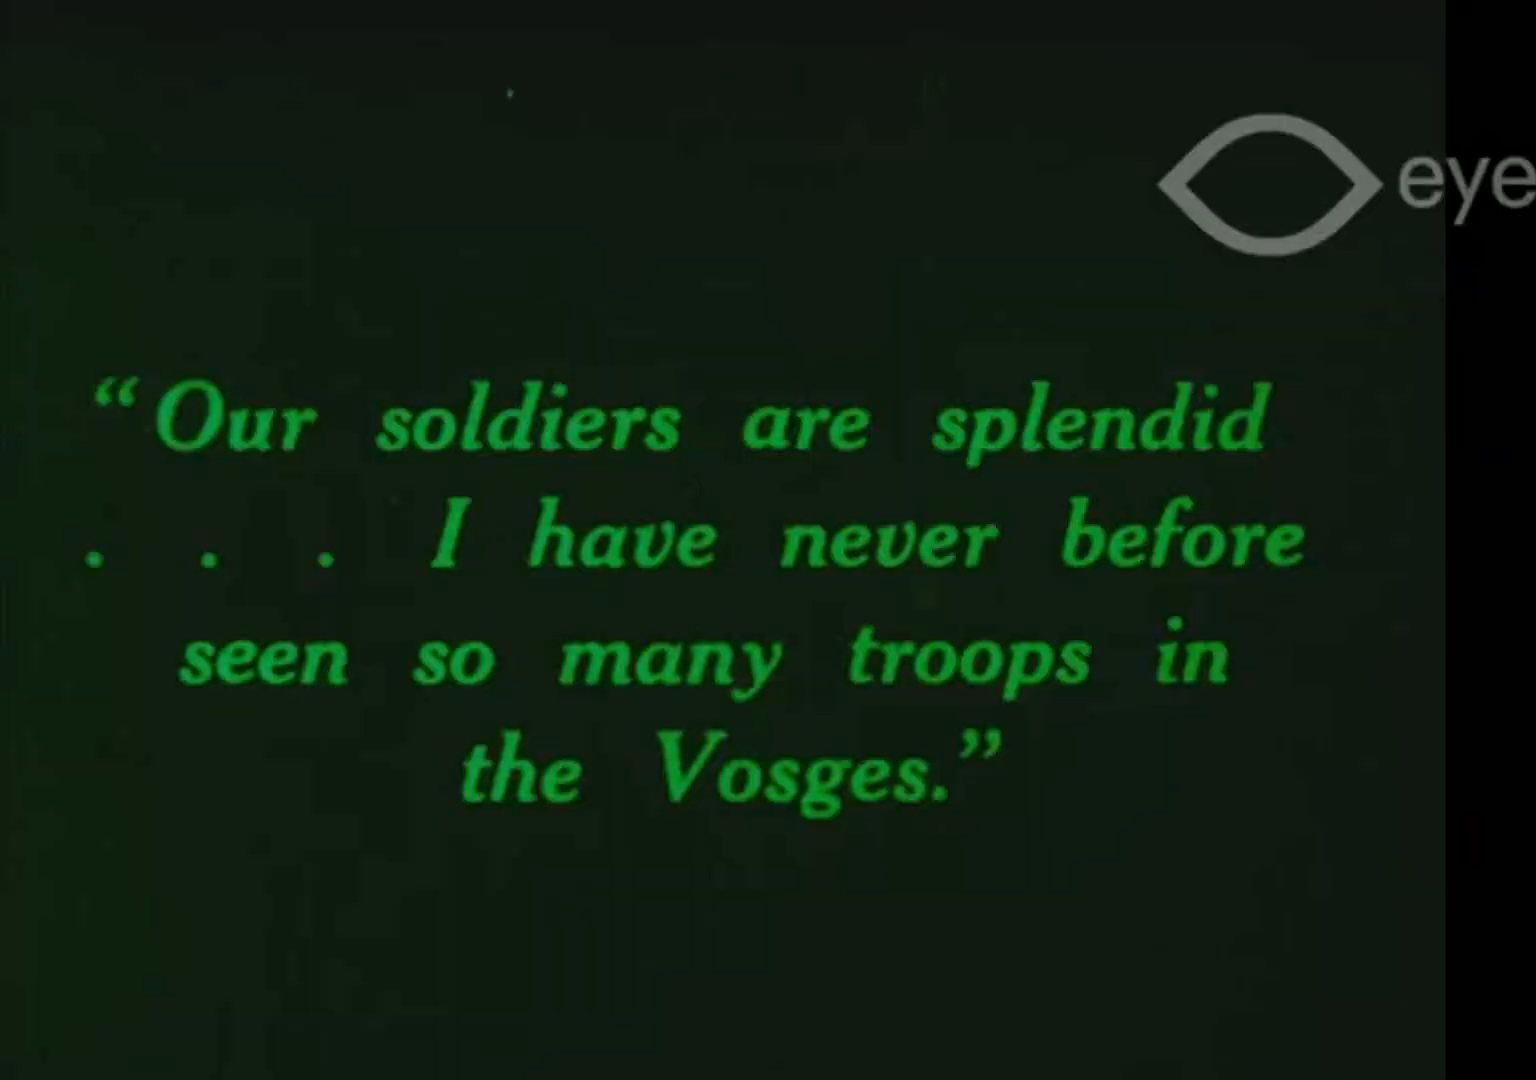 eye
“Our soldiers are splendid
. . . I have never before
seen so many troops in
the Vosges.”